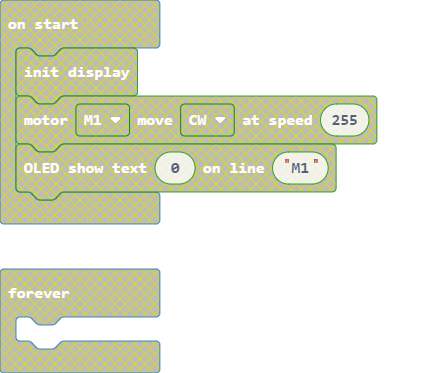 on start
init display
motor M1 move CW at speed 255
OLED show text 0 on line "M1"
forever